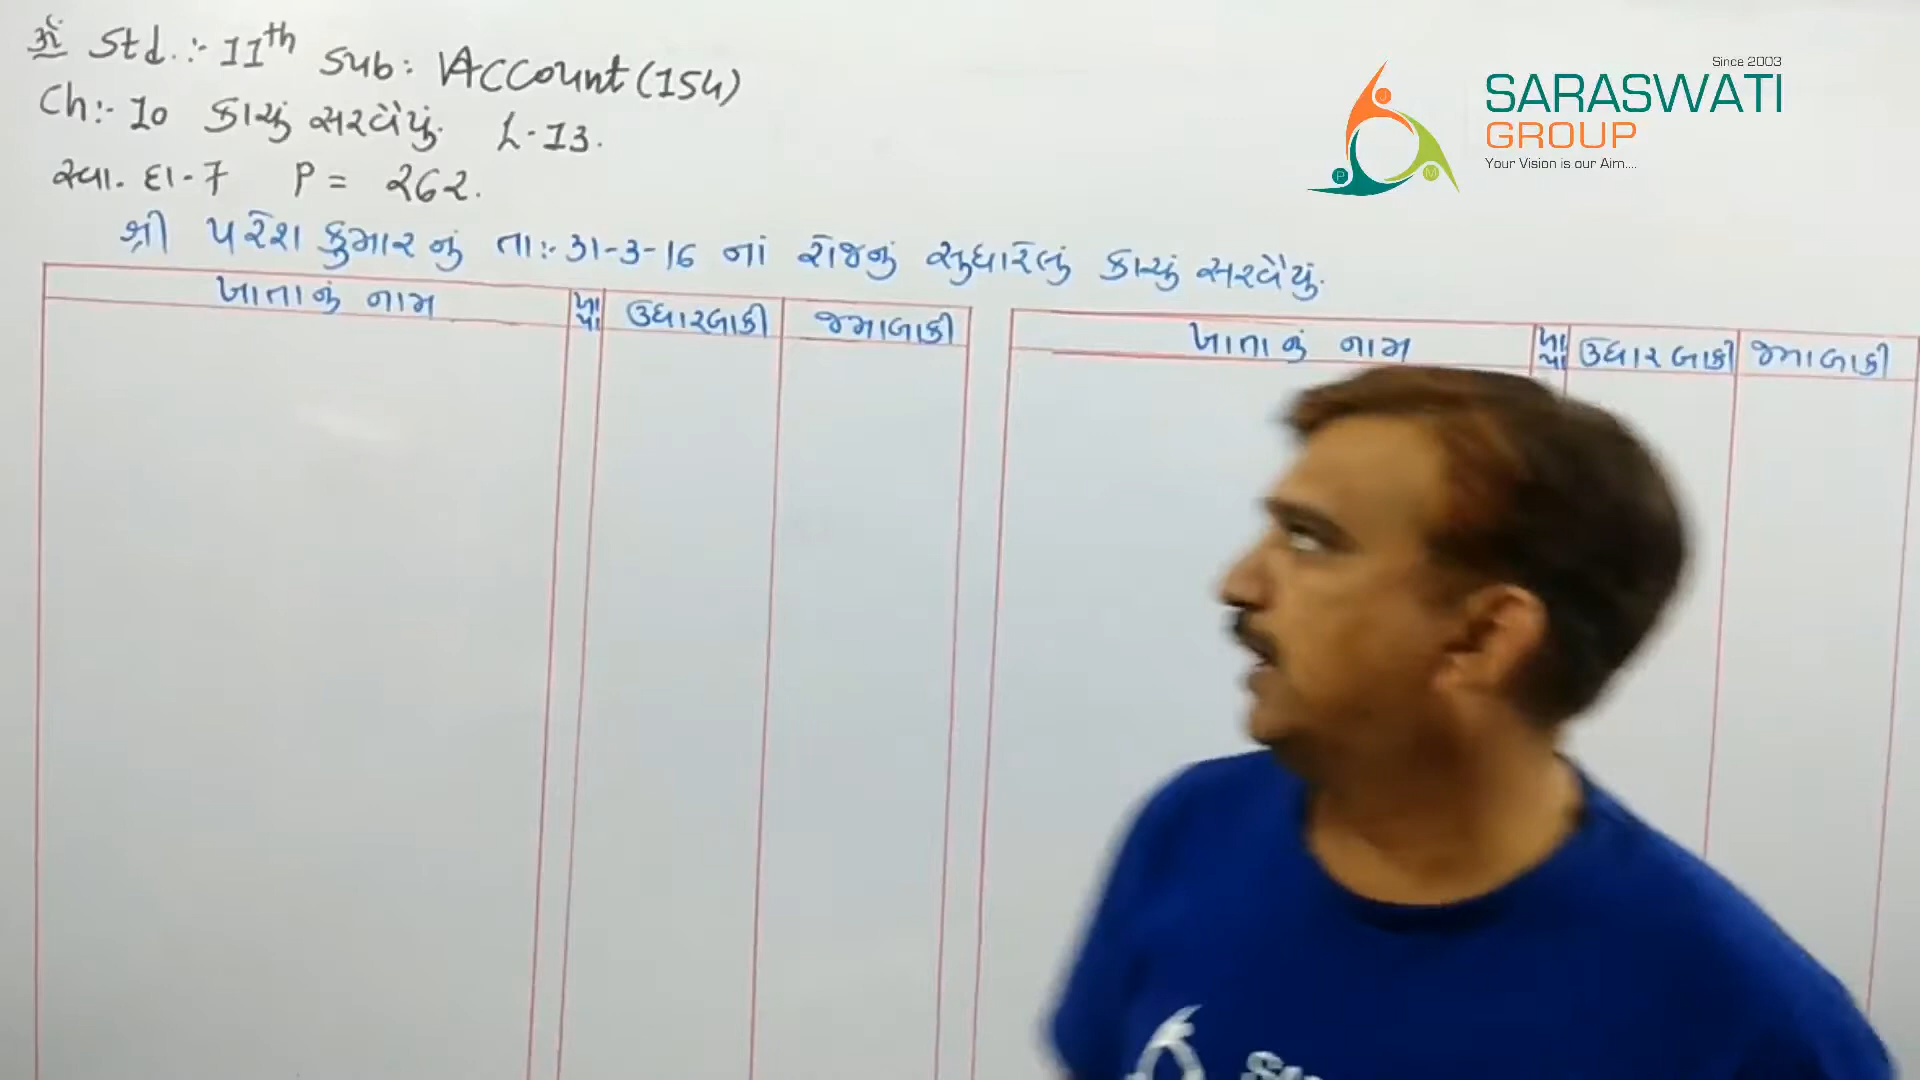 ૐ Std.:- 11th Sub: Account (154)
Ch:- 10 કાચું સરવૈયું. L-13.
સ્વા. દા-7 P = 262.
શ્રી પરેશ કુમાર નું તા:- 31-3-16 નાં રોજનું સુધારેલું કાચું સરવૈયું.
ખાતા નું નામ ખા પા ઉધારબાકી જમાબાકી
ખાતા નું નામ ખા પા ઉધાર બાકી જમાબાકી
Since 2003
SARASWATI
GROUP
Your Vision is our Aim....
J
P
M